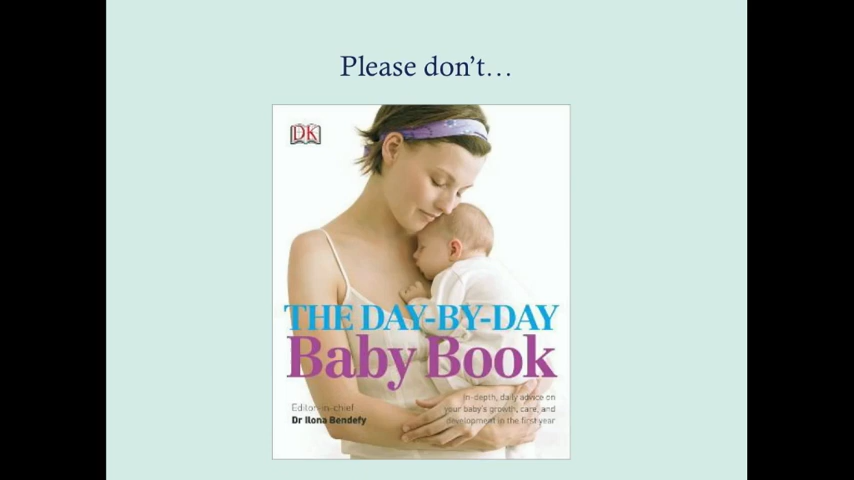 Please don't…
DK
THE DAY-BY-DAY
Baby Book
In-depth, daily advice on
your baby's growth, care, and
development in the first year
Editor-in-chief
Dr Ilona Bendefy